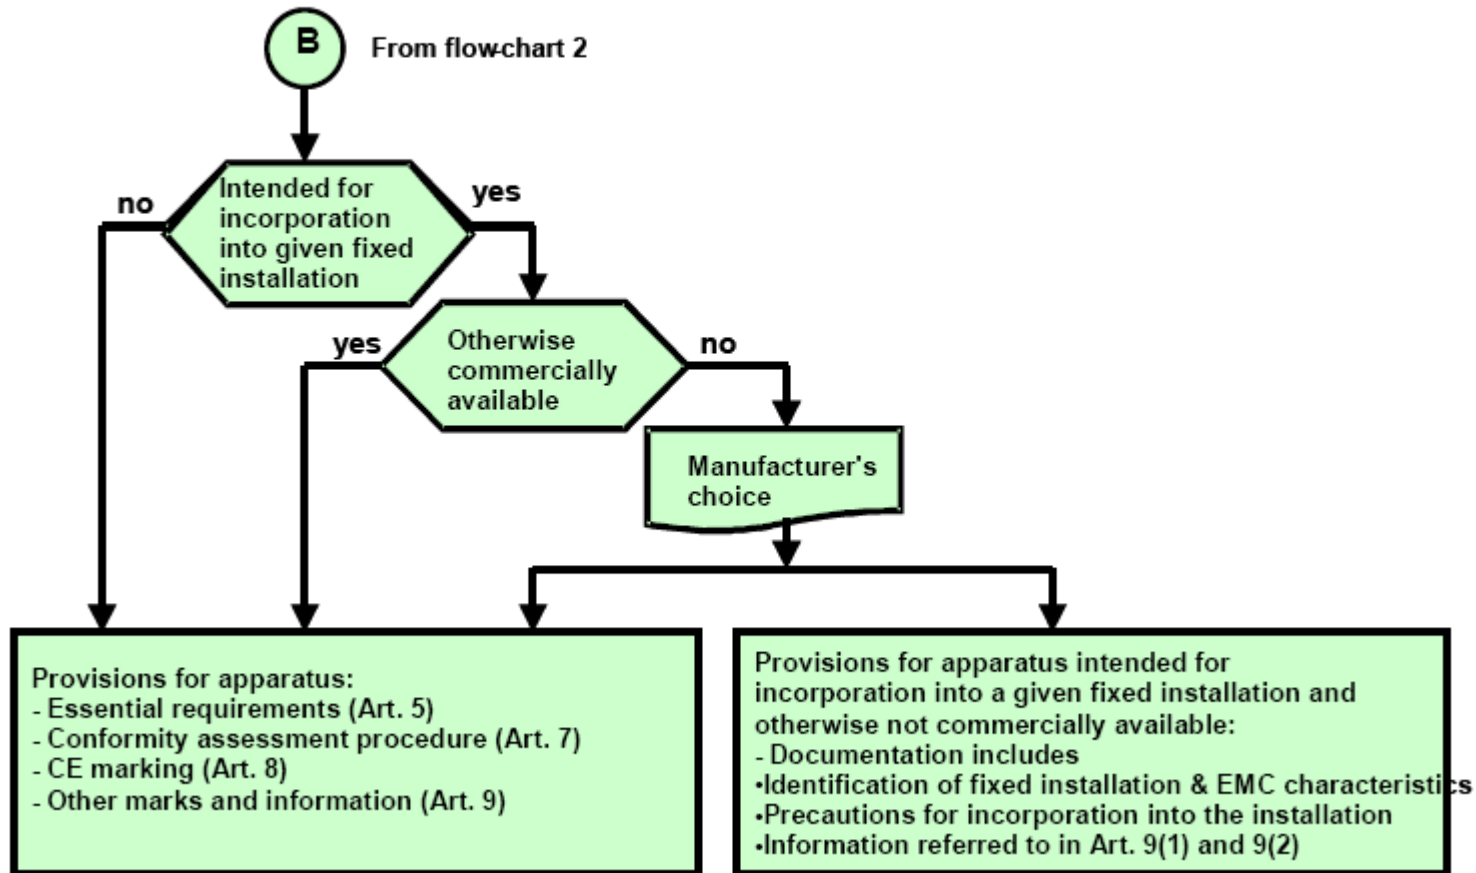 B
From flow-chart 2
no
Intended for
incorporation
into given fixed
installation
yes
yes
Otherwise
commercially
available
no
Manufacturer's
choice
Provisions for apparatus:
- Essential requirements (Art. 5)
- Conformity assessment procedure (Art. 7)
- CE marking (Art. 8)
- Other marks and information (Art. 9)
Provisions for apparatus intended for
incorporation into a given fixed installation and
otherwise not commercially available:
- Documentation includes
•Identification of fixed installation & EMC characteristics
•Precautions for incorporation into the installation
•Information referred to in Art. 9(1) and 9(2)